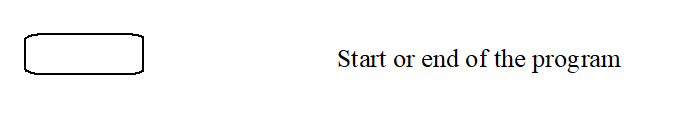 Start or end of the program